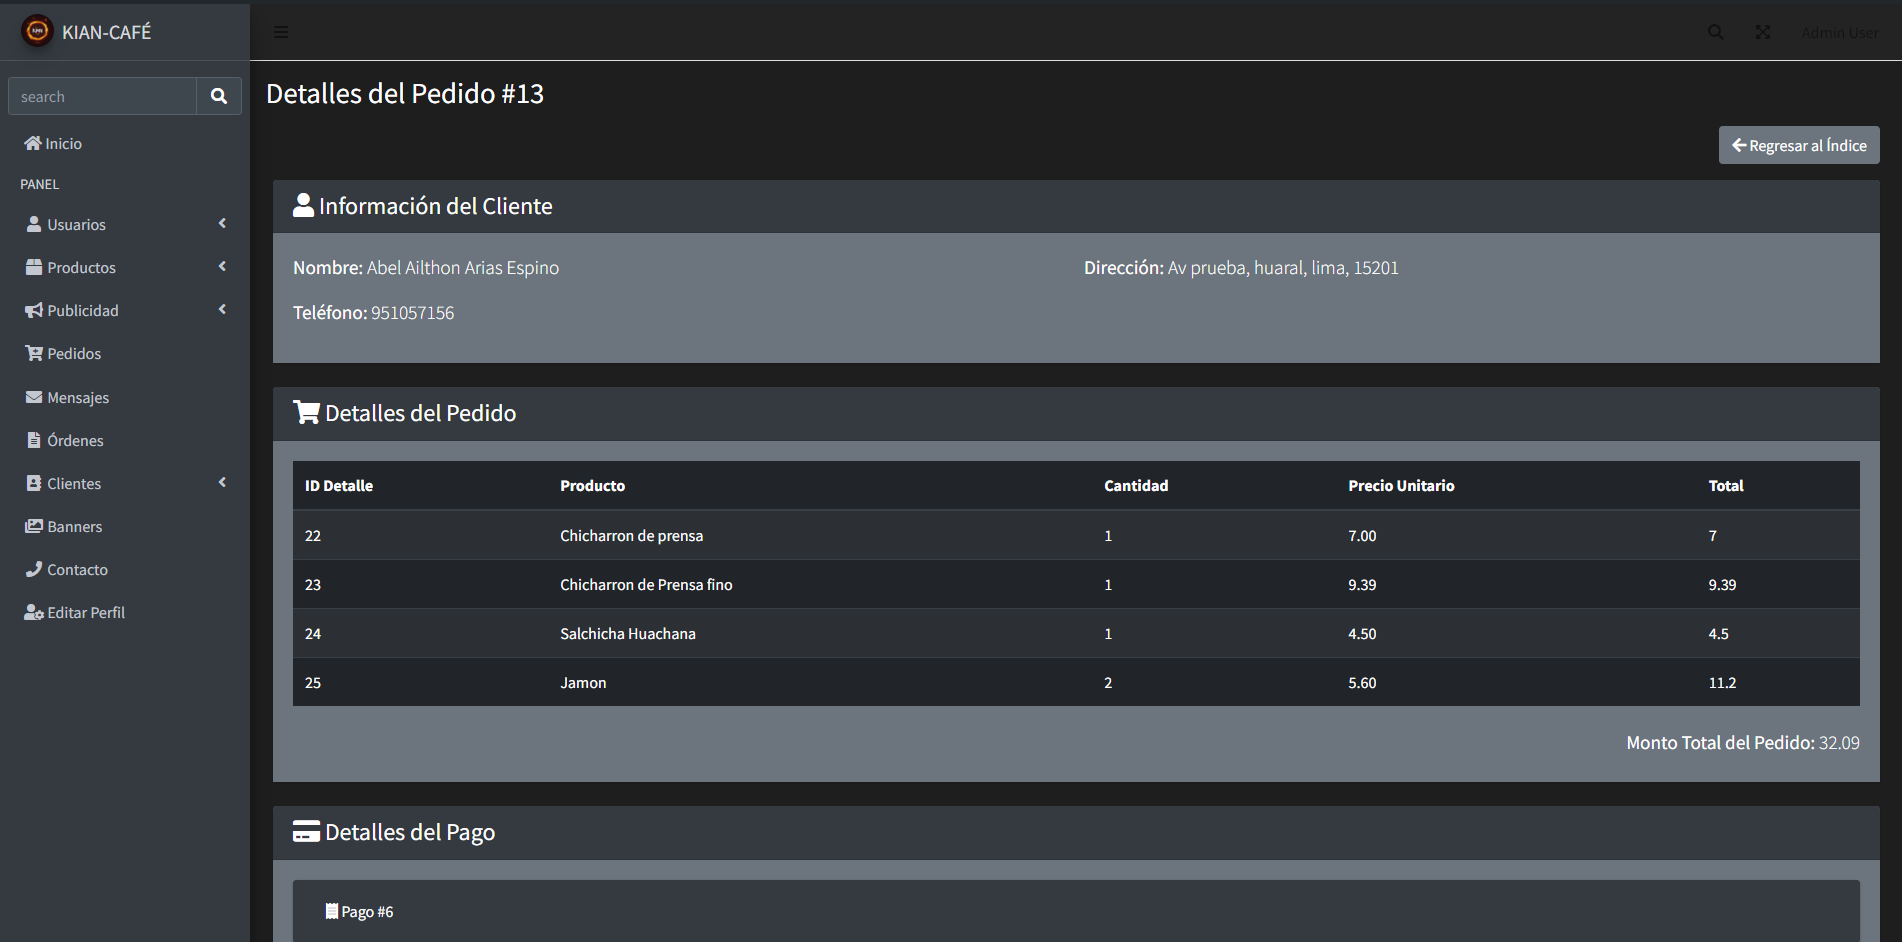 KIAN-CAFÉ
Admin User
search
Inicio
PANEL
Usuarios
Productos
Publicidad
Pedidos
Mensajes
Órdenes
Clientes
Banners
Contacto
Editar Perfil
Detalles del Pedido #13
Regresar al Índice
Información del Cliente
Nombre: Abel Ailthon Arias Espino
Dirección: Av prueba, huaral, lima, 15201
Teléfono: 951057156
Detalles del Pedido
ID Detalle Producto Cantidad Precio Unitario Total
22 Chicharron de prensa 1 7.00 7
23 Chicharron de Prensa fino 1 9.39 9.39
24 Salchicha Huachana 1 4.50 4.5
25 Jamon 2 5.60 11.2
Monto Total del Pedido: 32.09
Detalles del Pago
Pago #6